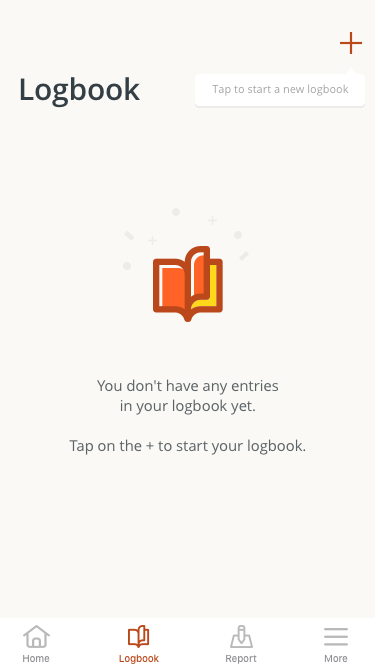 Logbook
Tap to start a new logbook
You don't have any entries
in your logbook yet.
Tap on the + to start your logbook.
Home
Logbook
Report
More